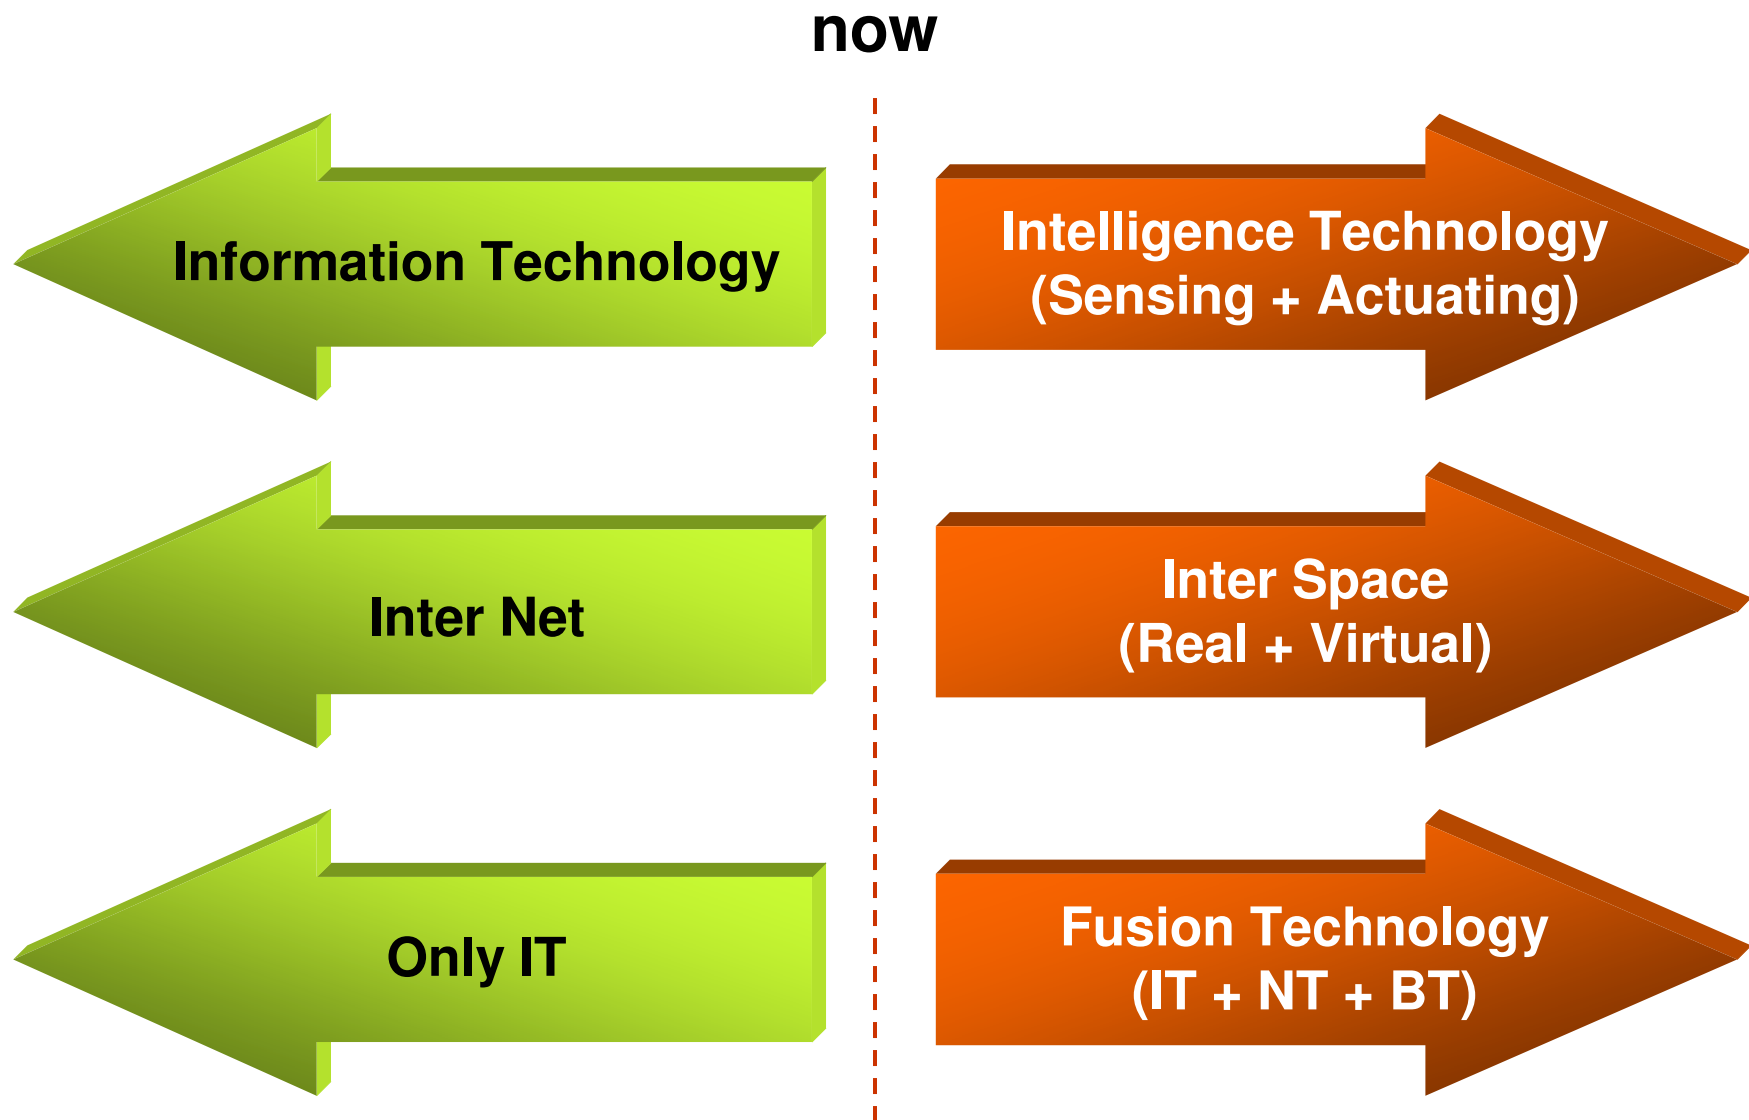 now
Information Technology
Intelligence Technology
(Sensing + Actuating)
Inter Net
Inter Space
(Real + Virtual)
Only IT
Fusion Technology
(IT + NT + BT)